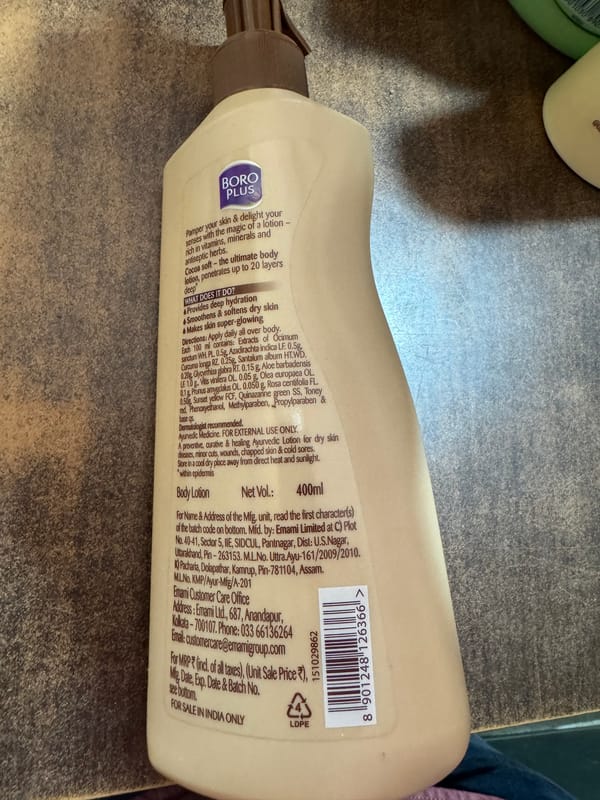 BORO
PLUS
Pamper your skin & delight your
senses with the magic of a lotion –
rich in vitamins, minerals and
antiseptic herbs.
Cocoa soft – the ultimate body
lotion, penetrates up to 20 layers
deep*
WHAT DOES IT DO?
Provides deep hydration
Smoothens & softens dry skin
Makes skin super-glowing
Directions: Apply daily all over body.
Each 100 ml contains: Extracts of Ocimum
sanctum WH. PL. 0.5g, Azadirachta indica LF. 0.5g,
Curcuma longa RZ. 0.25g, Santalum album HT.WD.
0.20g, Glycyrrhiza glabra RT. 0.15 g, Aloe barbadensis
LF. 1.0 g, Vitis vinifera OL. 0.05 g, Olea europaea OL.
0.1 g, Prunus amygdalus OL. 0.050 g, Rosa centifolia FL.
0.50g, Sunset yellow FCF, Quinazarine green SS, Toney
red, Phenoxyethanol, Methylparaben, Propylparaben &
base qs.
Dermatologist recommended.
Ayurvedic Medicine. FOR EXTERNAL USE ONLY.
A preventive, curative & healing Ayurvedic Lotion for dry skin
diseases, minor cuts, wounds, chapped skin & cold sores.
Store in a cool dry place away from direct heat and sunlight.
*within epidermis
Body Lotion Net Vol.: 400ml
For Name & Address of the Mfg. unit, read the first character(s)
of the batch code on bottom. Mfd. by: Emami Limited at C) Plot
No. 40-41, Sector 5, IIE, SIDCUL, Pantnagar, Dist: U.S.Nagar,
Uttarakhand, Pin - 263153. M.L.No. Uttra.Ayu-161/2009/2010.
K) Pacharia, Dolapathar, Kamrup, Pin-781104, Assam.
M.L.No. KMP/Ayur-Mfg/A-201
Emami Customer Care Office
Address : Emami Ltd., 687, Anandapur,
Kolkata – 700107. Phone: 033 66136264
Email: customercare@emamigroup.com
For MRP ₹ (incl. of all taxes), (Unit Sale Price ₹),
Mfg. Date, Exp. Date & Batch No.
see bottom.
FOR SALE IN INDIA ONLY
4
LDPE
151029862
8 901248 126366 >